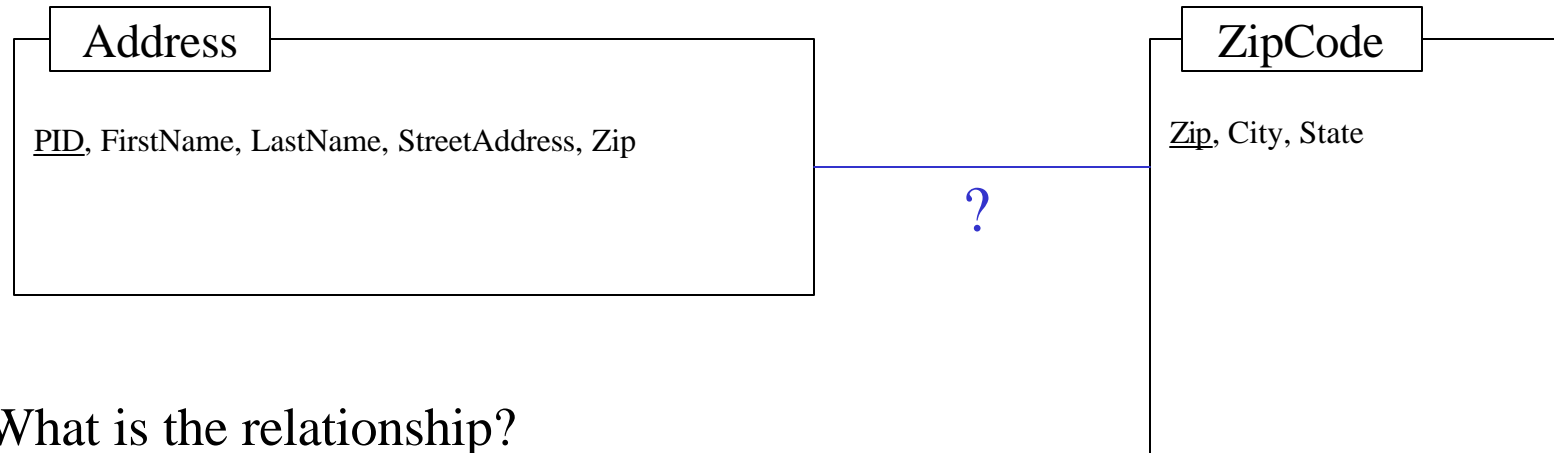 Address
ZipCode
PID, FirstName, LastName, StreetAddress, Zip
Zip, City, State
?
What is the relationship?